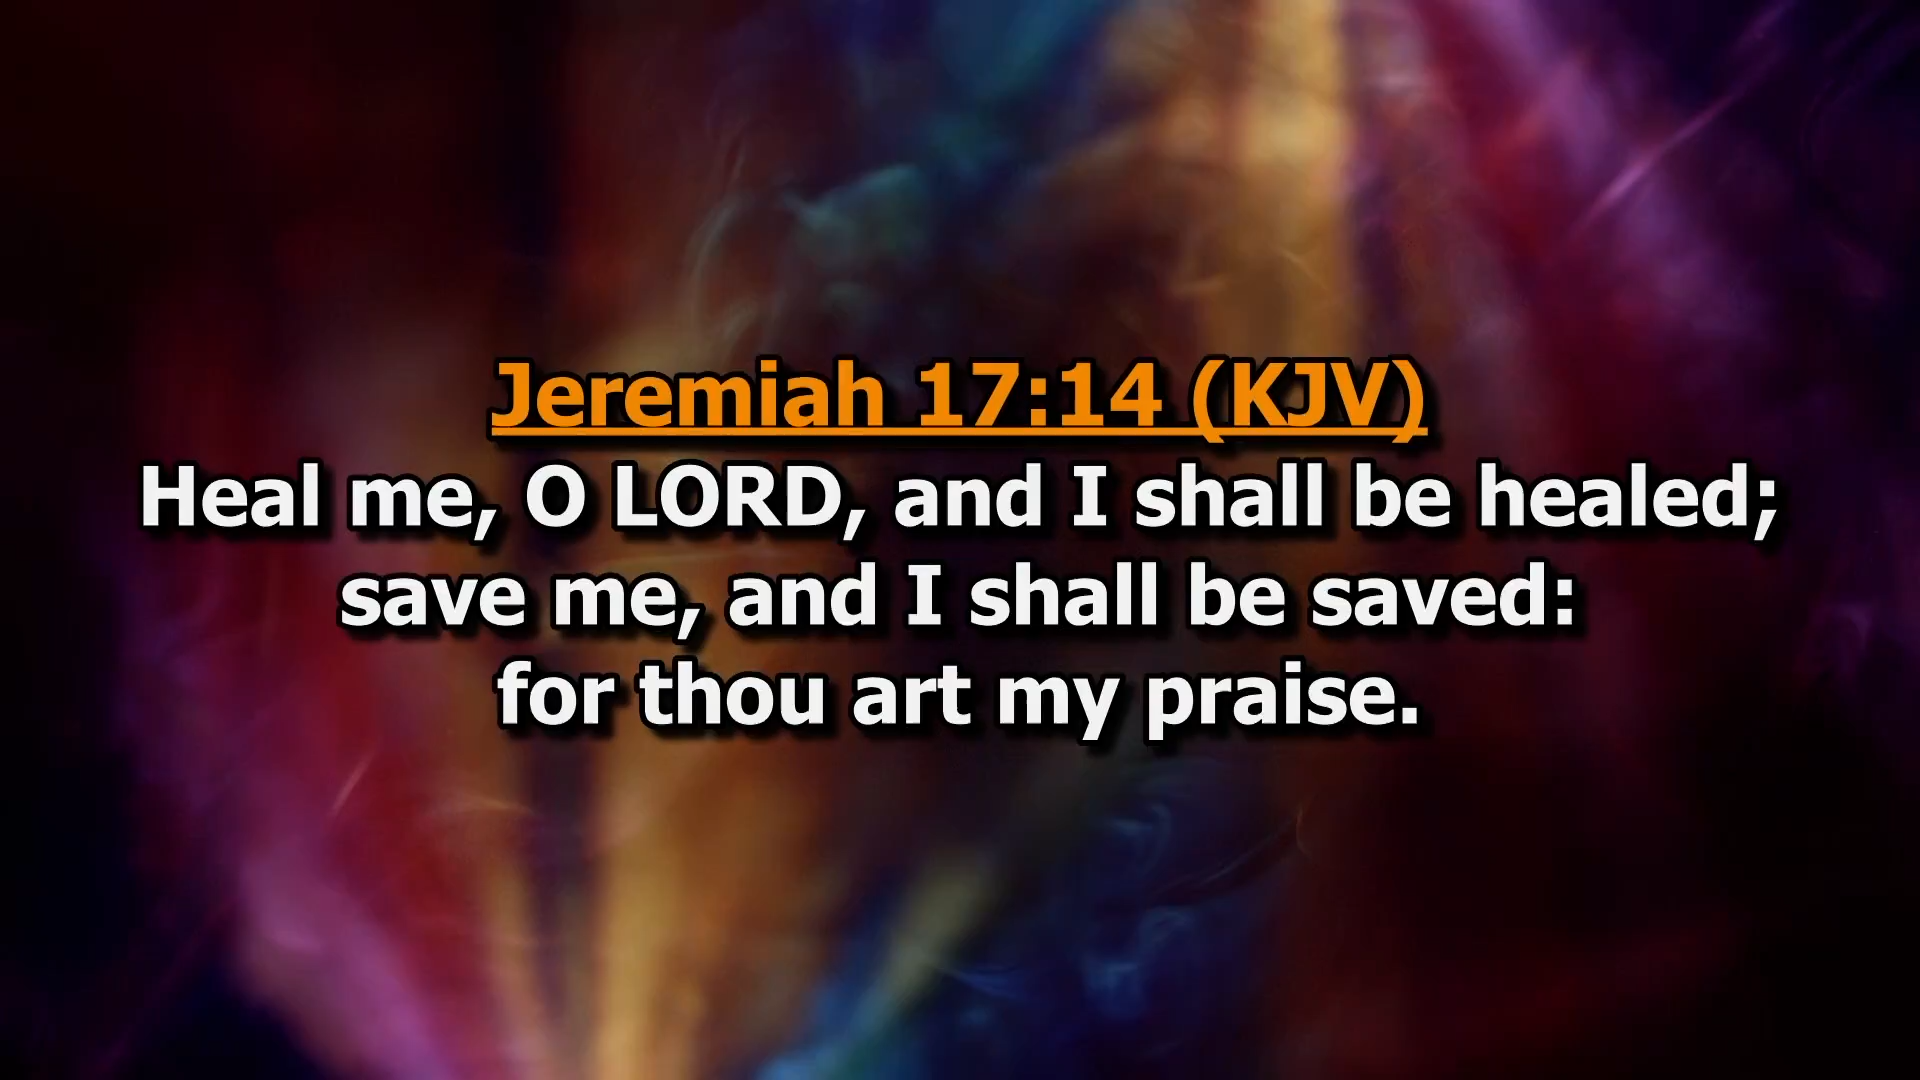 Jeremiah 17:14 (KJV)
Heal me, O LORD, and I shall be healed;
save me, and I shall be saved:
for thou art my praise.